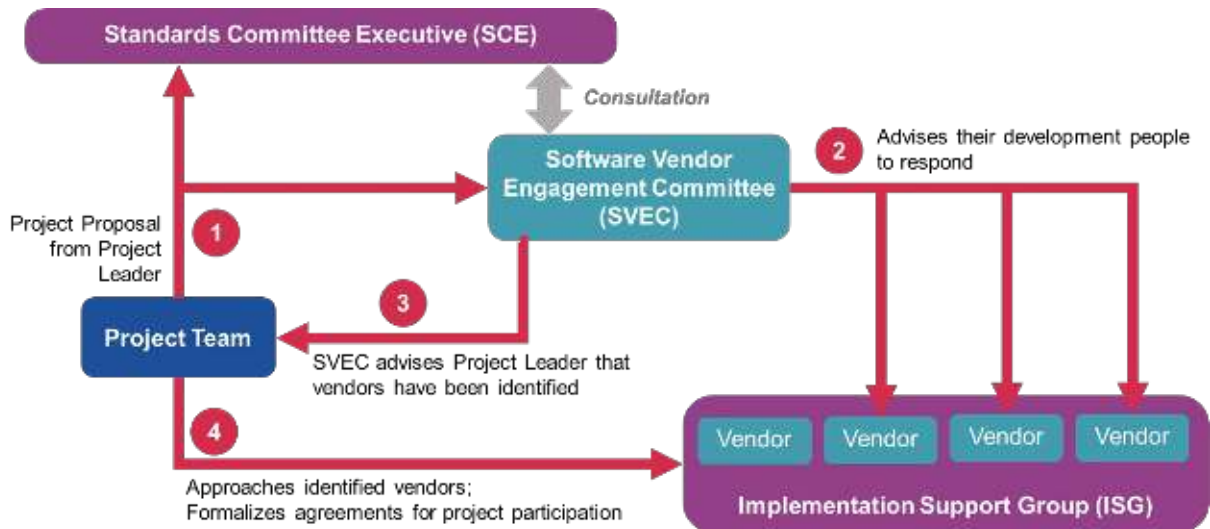 Standards Committee Executive (SCE)
Consultation
Software Vendor
Engagement Committee
(SVEC)
2
Advises their development people
to respond
Project Proposal
from Project
Leader
1
Project Team
3
SVEC advises Project Leader that
vendors have been identified
4
Approaches identified vendors;
Formalizes agreements for project participation
Vendor
Vendor
Vendor
Vendor
Implementation Support Group (ISG)